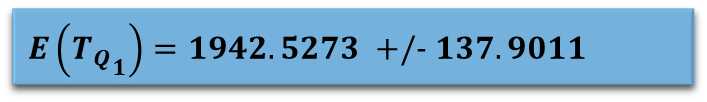 E(T_{Q_1}) = 1942.5273 +/- 137.9011